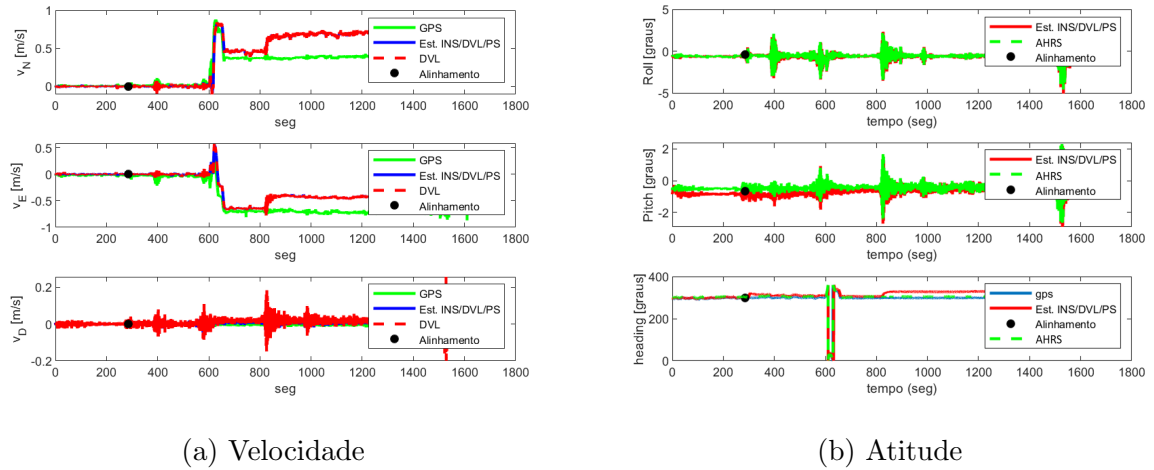 1
0.5
0
v_N [m/s]
0 200 400 600 800 1000 1200 1400 1600 1800
seg
GPS
Est. INS/DVL/PS
DVL
Alinhamento
0.5
0
-0.5
-1
v_E [m/s]
0 200 400 600 800 1000 1200 1400 1600 1800
seg
GPS
Est. INS/DVL/PS
DVL
Alinhamento
0.2
0
-0.2
v_D [m/s]
0 200 400 600 800 1000 1200 1400 1600 1800
seg
GPS
Est. INS/DVL/PS
DVL
Alinhamento
(a) Velocidade
5
0
-5
Roll [graus]
0 200 400 600 800 1000 1200 1400 1600 1800
tempo (seg)
Est. INS/DVL/PS
AHRS
Alinhamento
2
0
-2
Pitch [graus]
0 200 400 600 800 1000 1200 1400 1600 1800
tempo (seg)
Est. INS/DVL/PS
AHRS
Alinhamento
400
200
0
heading [graus]
0 200 400 600 800 1000 1200 1400 1600 1800
tempo (seg)
gps
Est. INS/DVL/PS
Alinhamento
AHRS
(b) Atitude